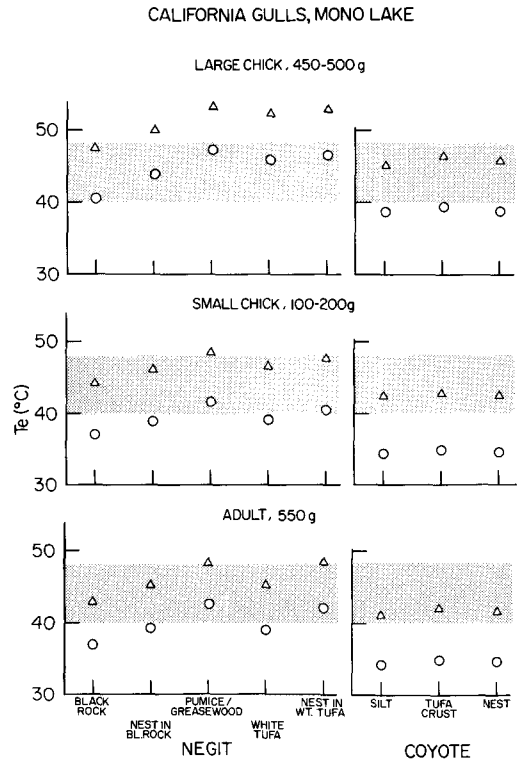 CALIFORNIA GULLS, MONO LAKE
LARGE CHICK, 450-500 g
50
40
30
SMALL CHICK, 100-200g
50
40
30
Te (°C)
ADULT, 550 g
50
40
30
BLACK ROCK
NEST IN BL. ROCK
PUMICE/ GREASEWOOD
WHITE TUFA
NEST IN WT. TUFA
SILT
TUFA CRUST
NEST
NEGIT
COYOTE